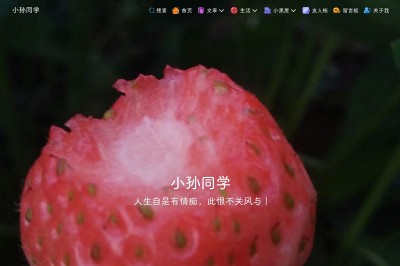 小孙同学
搜索 首页 文章 生活 小黑屋 友人帐 留言板 关于我
小孙同学
人生自是有情痴，此恨不关风与|